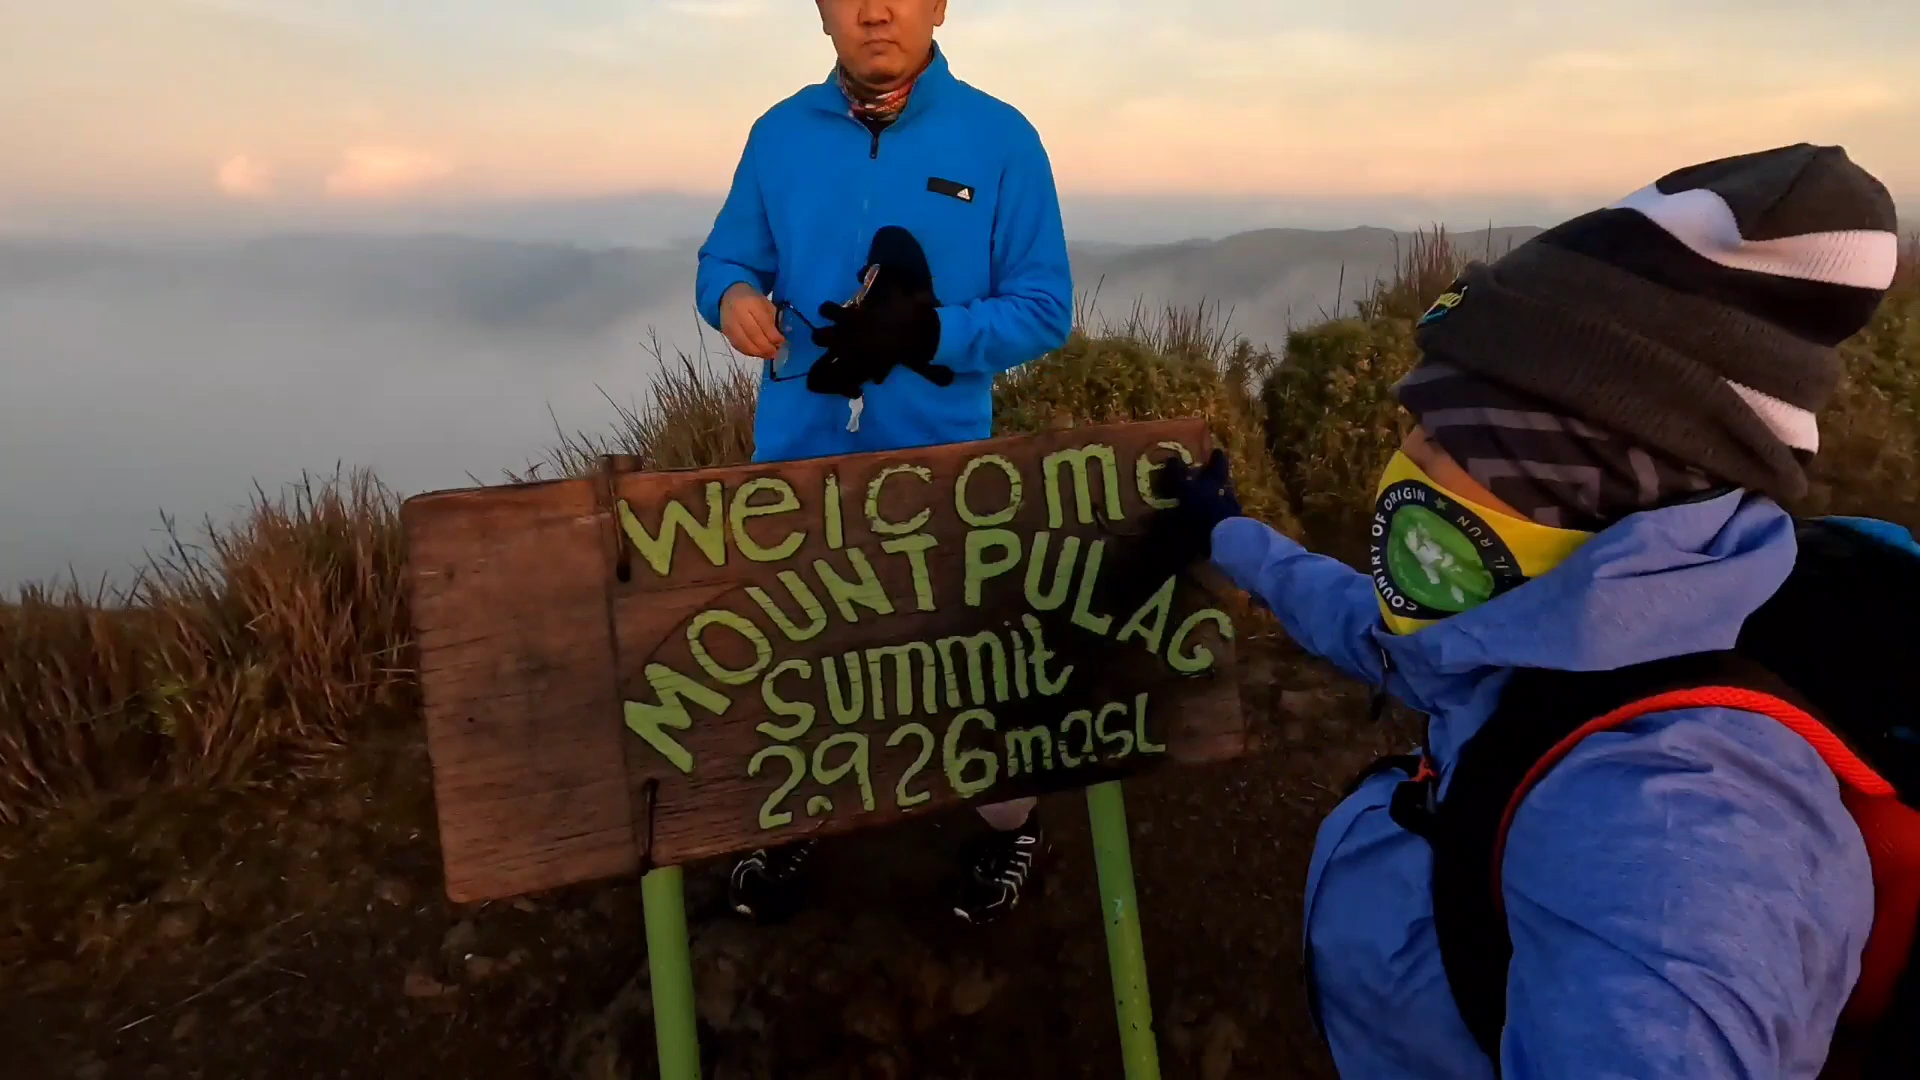 Welcome
MOUNT PULAG
Summit
2,926 masl
COUNTRY OF ORIGIN